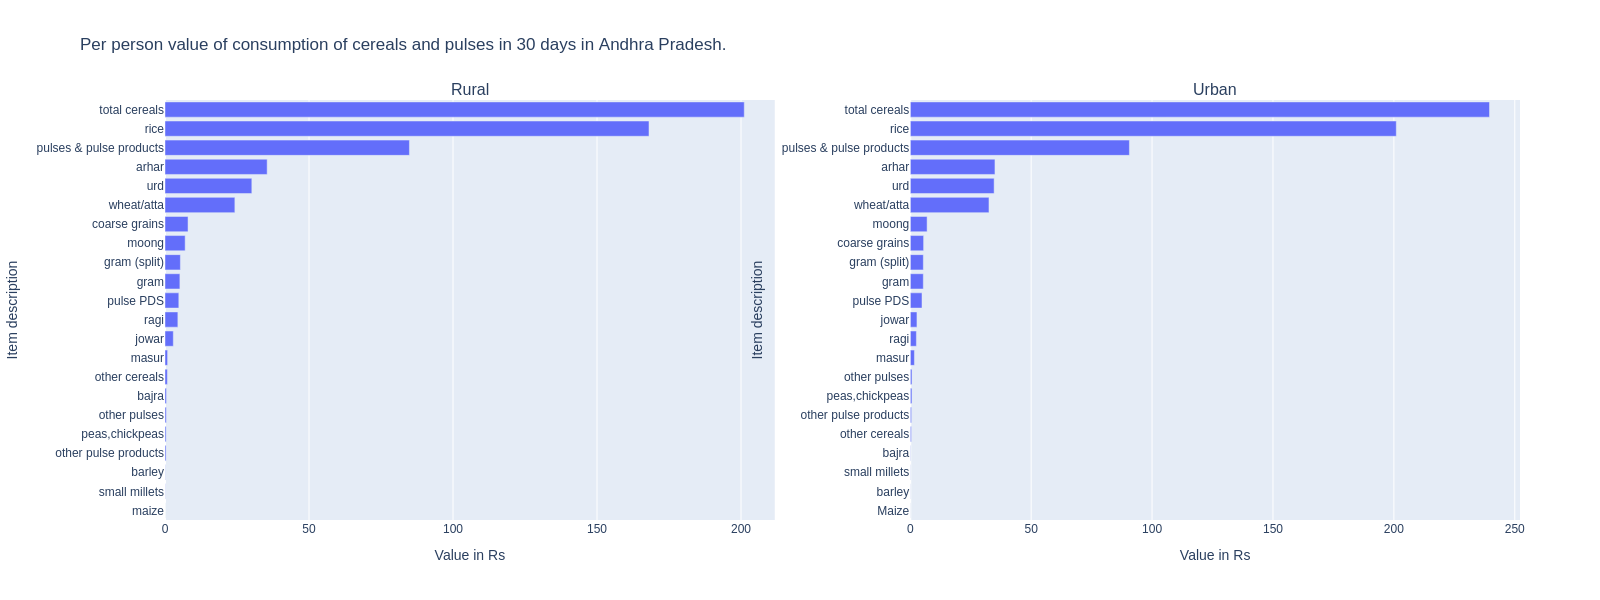 Per person value of consumption of cereals and pulses in 30 days in Andhra Pradesh.
Rural
total cereals
rice
pulses & pulse products
arhar
urd
wheat/atta
coarse grains
moong
gram (split)
gram
pulse PDS
ragi
jowar
masur
other cereals
bajra
other pulses
peas,chickpeas
other pulse products
barley
small millets
maize
0 50 100 150 200
Value in Rs
Item description
Urban
total cereals
rice
pulses & pulse products
arhar
urd
wheat/atta
moong
coarse grains
gram (split)
gram
pulse PDS
jowar
ragi
masur
other pulses
peas,chickpeas
other pulse products
other cereals
bajra
small millets
barley
Maize
0 50 100 150 200 250
Value in Rs
Item description